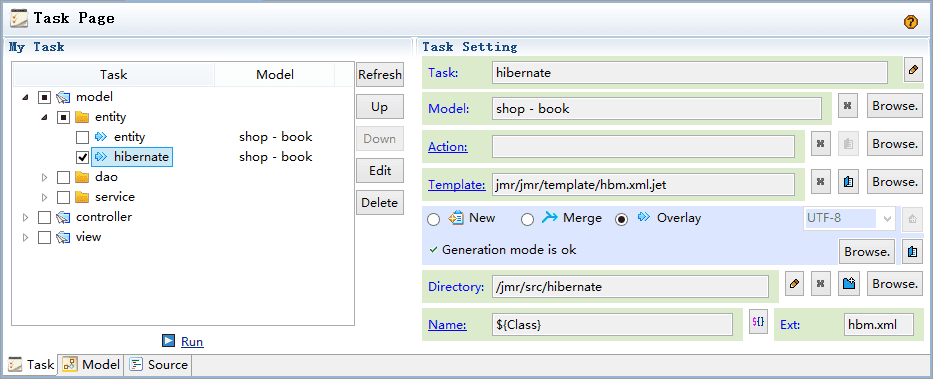 Task Page
My Task
Task Model
model
entity
entity shop - book
hibernate shop - book
dao
service
controller
view
Refresh
Up
Down
Edit
Delete
Run
Task Setting
Task: hibernate
Model: shop - book Browse.
Action: Browse.
Template: jmr/jmr/template/hbm.xml.jet Browse.
New Merge Overlay UTF-8
Generation mode is ok Browse.
Directory: /jmr/src/hibernate Browse.
Name: ${Class} ${} Ext: hbm.xml
Task Model Source